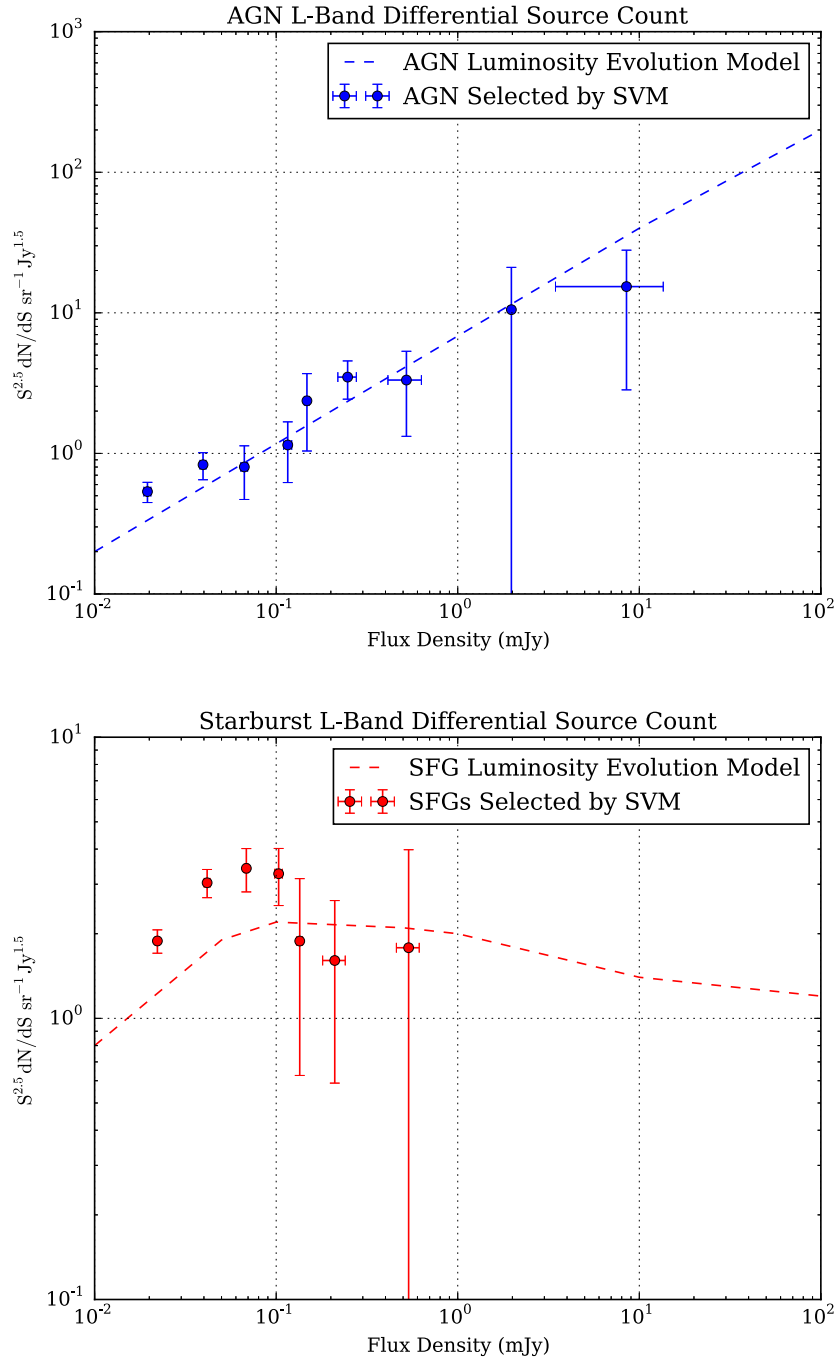 AGN L-Band Differential Source Count
10^3
10^2
10^1
10^0
10^-1
S^2.5 dN/dS sr^−1 Jy^1.5
AGN Luminosity Evolution Model
AGN Selected by SVM
10^-2 10^-1 10^0 10^1 10^2
Flux Density (mJy)
Starburst L-Band Differential Source Count
10^1
10^0
10^-1
S^2.5 dN/dS sr^−1 Jy^1.5
SFG Luminosity Evolution Model
SFGs Selected by SVM
10^-2 10^-1 10^0 10^1 10^2
Flux Density (mJy)